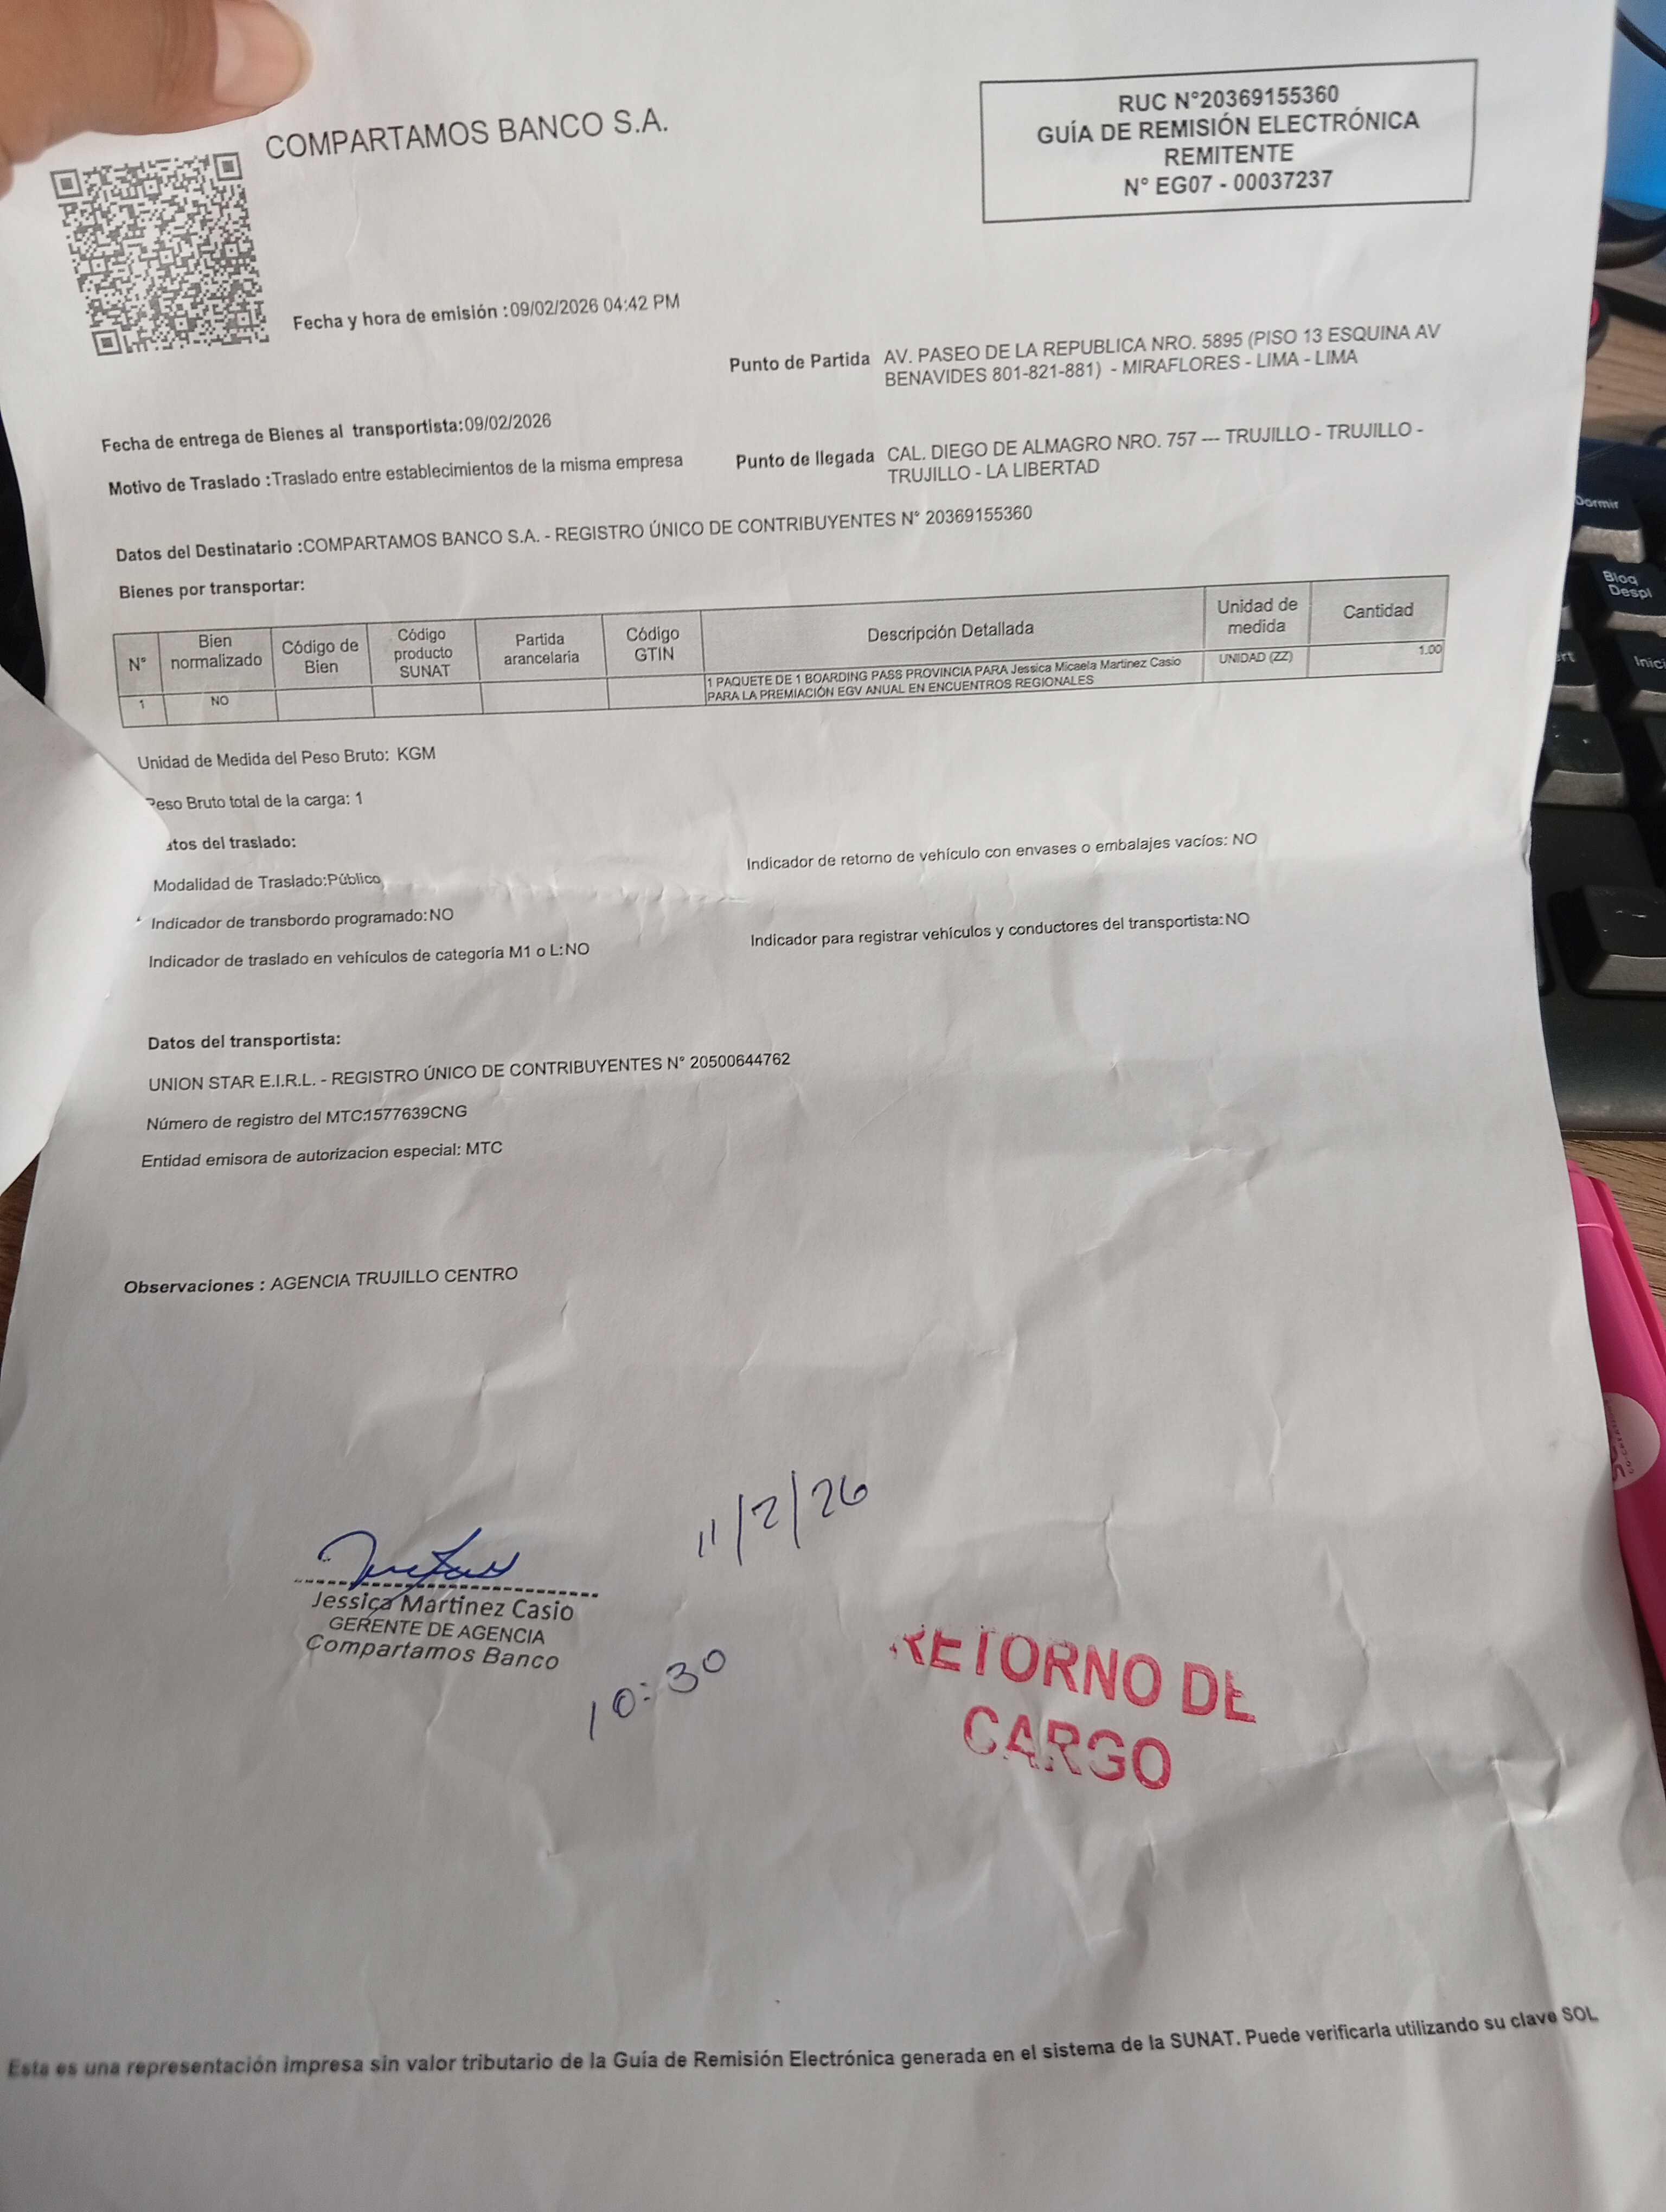 COMPARTAMOS BANCO S.A.
RUC N°20369155360
GUÍA DE REMISIÓN ELECTRÓNICA
REMITENTE
N° EG07 - 00037237
Fecha y hora de emisión :09/02/2026 04:42 PM
Punto de Partida AV. PASEO DE LA REPUBLICA NRO. 5895 (PISO 13 ESQUINA AV
BENAVIDES 801-821-881) - MIRAFLORES - LIMA - LIMA
Fecha de entrega de Bienes al transportista:09/02/2026
Motivo de Traslado :Traslado entre establecimientos de la misma empresa
Punto de llegada CAL. DIEGO DE ALMAGRO NRO. 757 --- TRUJILLO - TRUJILLO -
TRUJILLO - LA LIBERTAD
Datos del Destinatario :COMPARTAMOS BANCO S.A. - REGISTRO ÚNICO DE CONTRIBUYENTES N° 20369155360
Bienes por transportar:
N° Bien normalizado Código de Bien Código producto SUNAT Partida arancelaria Código GTIN Descripción Detallada Unidad de medida Cantidad
1 NO 1 PAQUETE DE 1 BOARDING PASS PROVINCIA PARA Jessica Micaela Martinez Casio UNIDAD (ZZ) 1.00
PARA LA PREMIACIÓN EGV ANUAL EN ENCUENTROS REGIONALES
Unidad de Medida del Peso Bruto: KGM
Peso Bruto total de la carga: 1
atos del traslado:
Modalidad de Traslado:Público
Indicador de retorno de vehículo con envases o embalajes vacíos: NO
Indicador de transbordo programado:NO
Indicador para registrar vehículos y conductores del transportista:NO
Indicador de traslado en vehículos de categoría M1 o L:NO
Datos del transportista:
UNION STAR E.I.R.L. - REGISTRO ÚNICO DE CONTRIBUYENTES N° 20500644762
Número de registro del MTC:1577639CNG
Entidad emisora de autorizacion especial: MTC
Observaciones : AGENCIA TRUJILLO CENTRO
11/2/26
Jessica Martinez Casio
GERENTE DE AGENCIA
Compartamos Banco
10:30
RETORNO DE
CARGO
Esta es una representación impresa sin valor tributario de la Guía de Remisión Electrónica generada en el sistema de la SUNAT. Puede verificarla utilizando su clave SOL
Dormir
Bloq
Despl
Inici